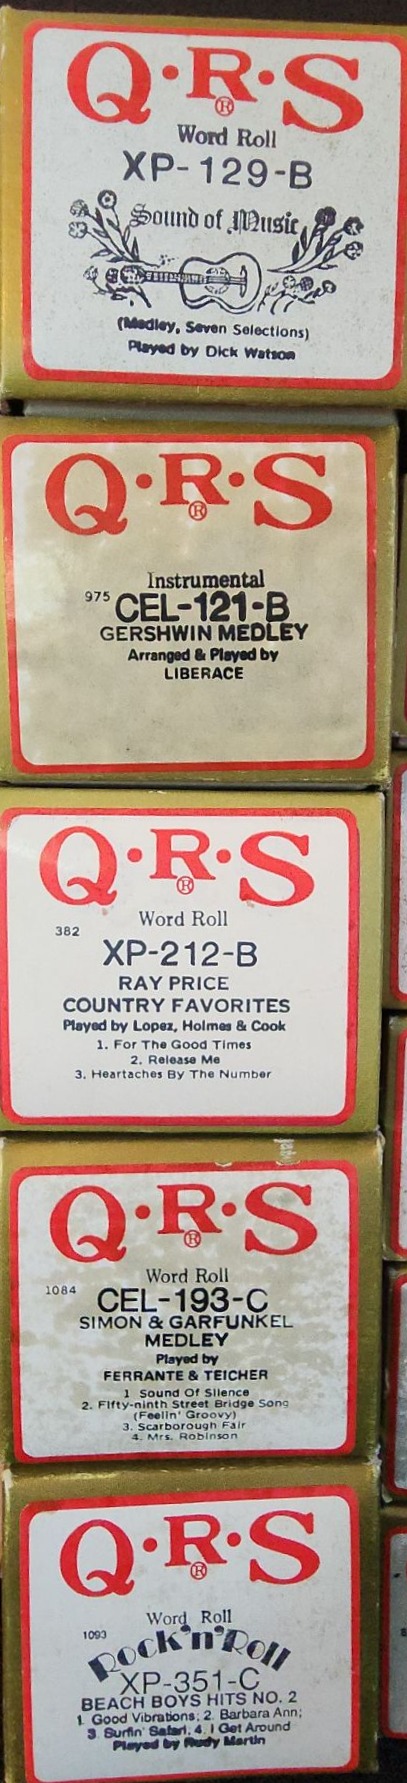 Q·R·S
®
Word Roll
XP-129-B
Sound of Music
(Medley, Seven Selections)
Played by Dick Watson
Q·R·S
®
Instrumental
975 CEL-121-B
GERSHWIN MEDLEY
Arranged & Played by
LIBERACE
Q·R·S
®
Word Roll
382
XP-212-B
RAY PRICE
COUNTRY FAVORITES
Played by Lopez, Holmes & Cook
1. For The Good Times
2. Release Me
3. Heartaches By The Number
Q·R·S
®
Word Roll
1084
CEL-193-C
SIMON & GARFUNKEL
MEDLEY
Played by
FERRANTE & TEICHER
1 Sound Of Silence
2. Fifty-ninth Street Bridge Song
(Feelin' Groovy)
3. Scarborough Fair
4. Mrs. Robinson
Q·R·S
®
Word Roll
1093
Rock'n'Roll
XP-351-C
BEACH BOYS HITS NO. 2
1 Good Vibrations; 2. Barbara Ann;
3. Surfin' Safari; 4. I Get Around
Played by Rudy Martin